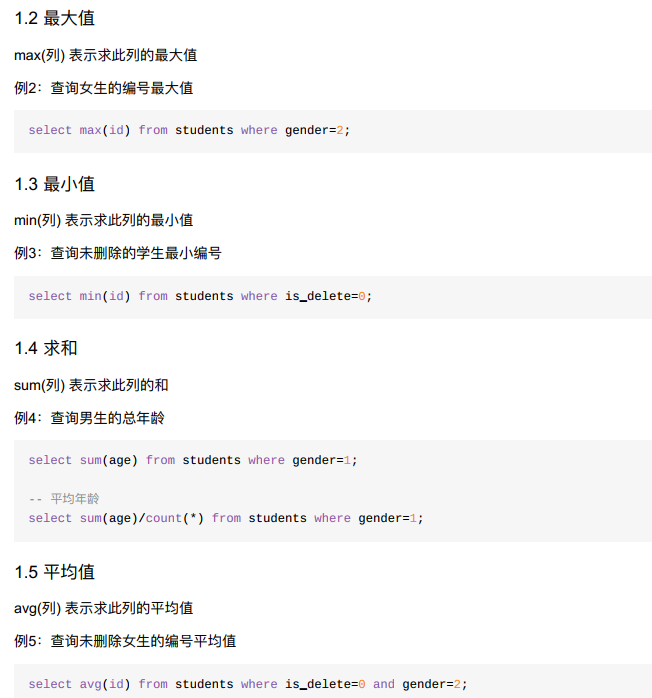 1.2 最大值
max(列) 表示求此列的最大值
例2：查询女生的编号最大值
select max(id) from students where gender=2;
1.3 最小值
min(列) 表示求此列的最小值
例3：查询未删除的学生最小编号
select min(id) from students where is_delete=0;
1.4 求和
sum(列) 表示求此列的和
例4：查询男生的总年龄
select sum(age) from students where gender=1;
-- 平均年龄
select sum(age)/count(*) from students where gender=1;
1.5 平均值
avg(列) 表示求此列的平均值
例5：查询未删除女生的编号平均值
select avg(id) from students where is_delete=0 and gender=2;